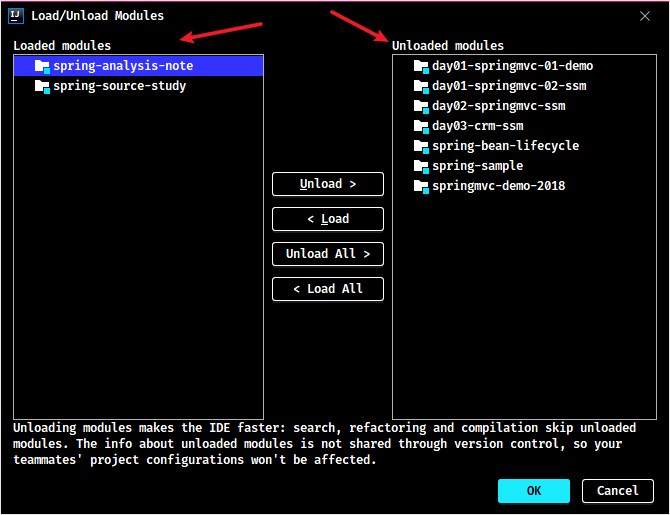 IJ Load/Unload Modules
Loaded modules
spring-analysis-note
spring-source-study
Unload >
< Load
Unload All >
< Load All
Unloaded modules
day01-springmvc-01-demo
day01-springmvc-02-ssm
day02-springmvc-ssm
day03-crm-ssm
spring-bean-lifecycle
spring-sample
springmvc-demo-2018
Unloading modules makes the IDE faster: search, refactoring and compilation skip unloaded
modules. The info about unloaded modules is not shared through version control, so your
teammates' project configurations won't be affected.
OK
Cancel